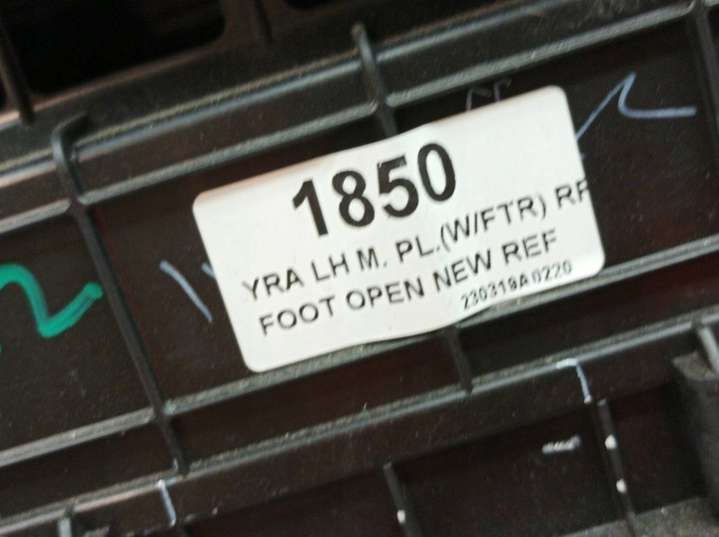 1850
YRA LH M. PL.(W/FTR) RF
FOOT OPEN NEW REF
230319A0220